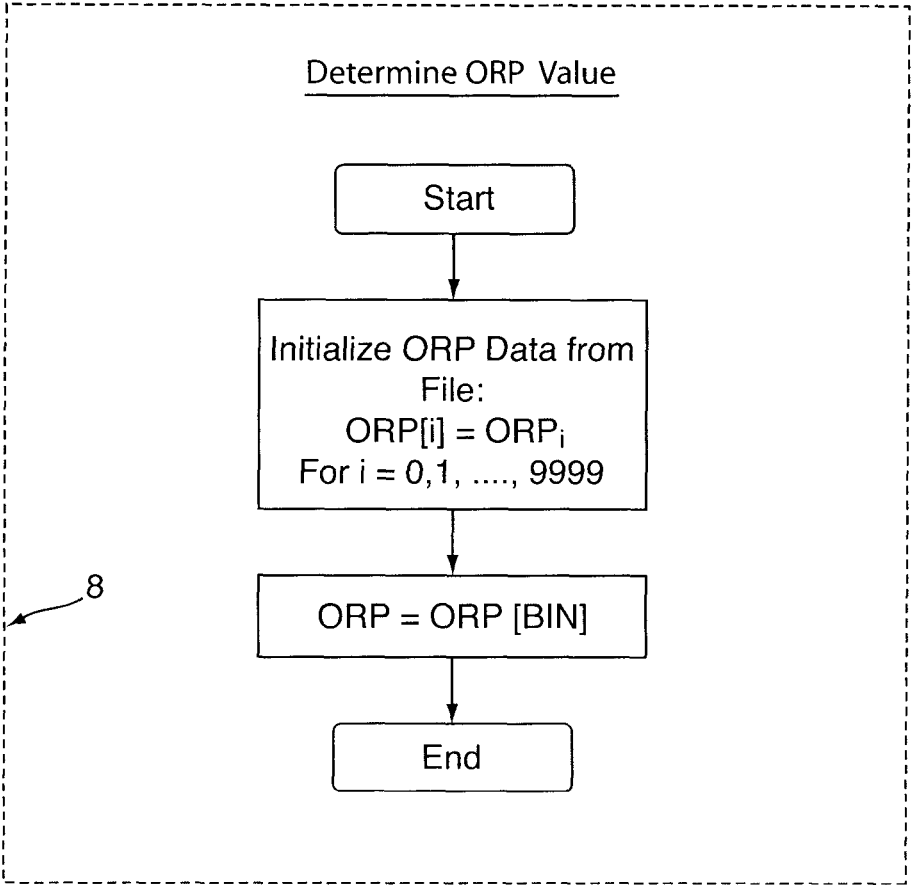 Determine ORP Value
Start
Initialize ORP Data from
File:
ORP[i] = ORPi
For i = 0,1, ...., 9999
8
ORP = ORP [BIN]
End